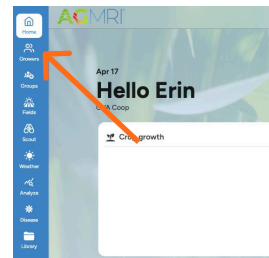 AGMRI
Home
Growers
Groups
Fields
Scout
Weather
Analyze
Disease
Library
Apr 17
Hello Erin
Crop growth